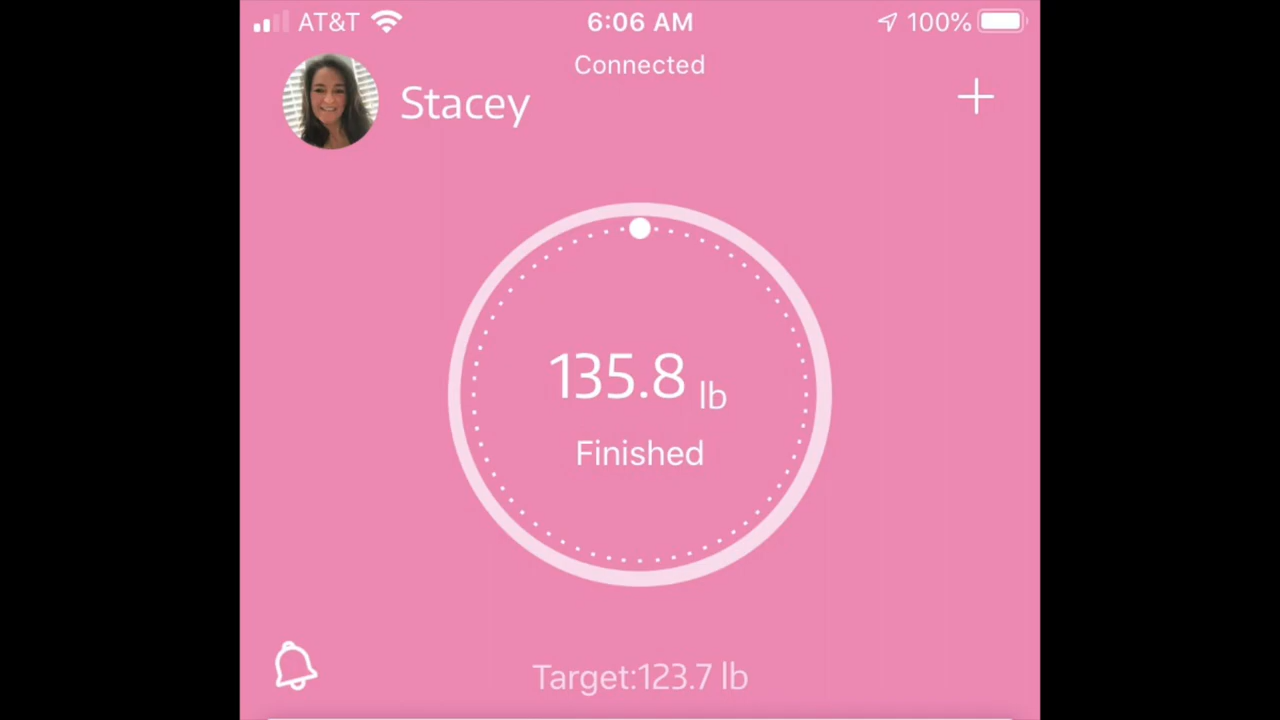 AT&T 6:06 AM 100%
Connected
Stacey
135.8 lb
Finished
Target:123.7 lb